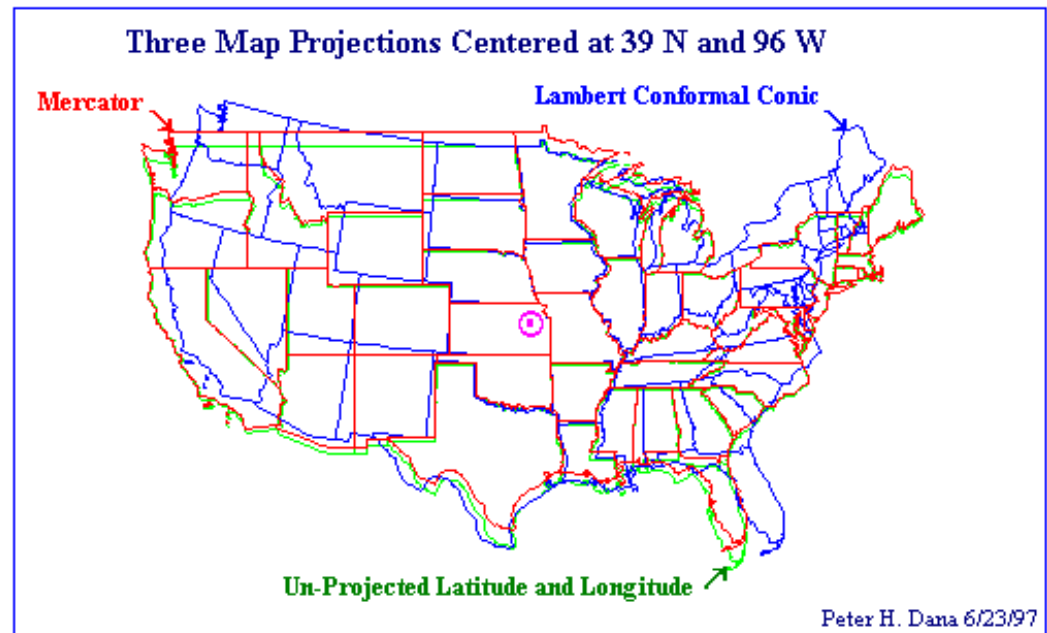 Three Map Projections Centered at 39 N and 96 W
Mercator
Lambert Conformal Conic
Un-Projected Latitude and Longitude
Peter H. Dana 6/23/97